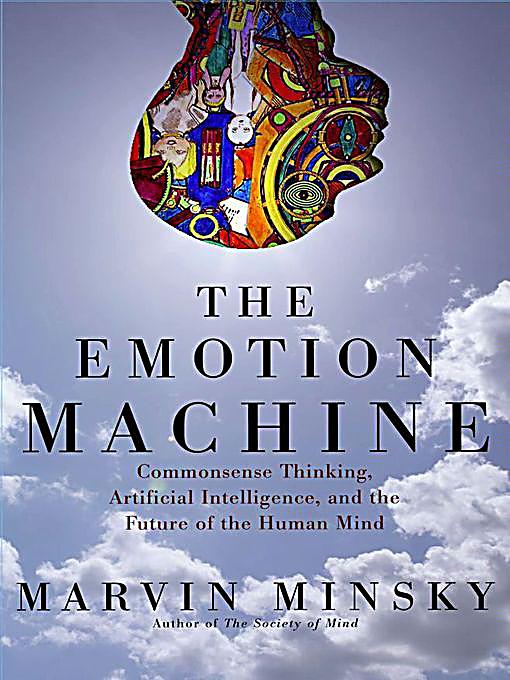 THE
EMOTION
MACHINE
Commonsense Thinking,
Artificial Intelligence, and the
Future of the Human Mind
MARVIN MINSKY
Author of The Society of Mind